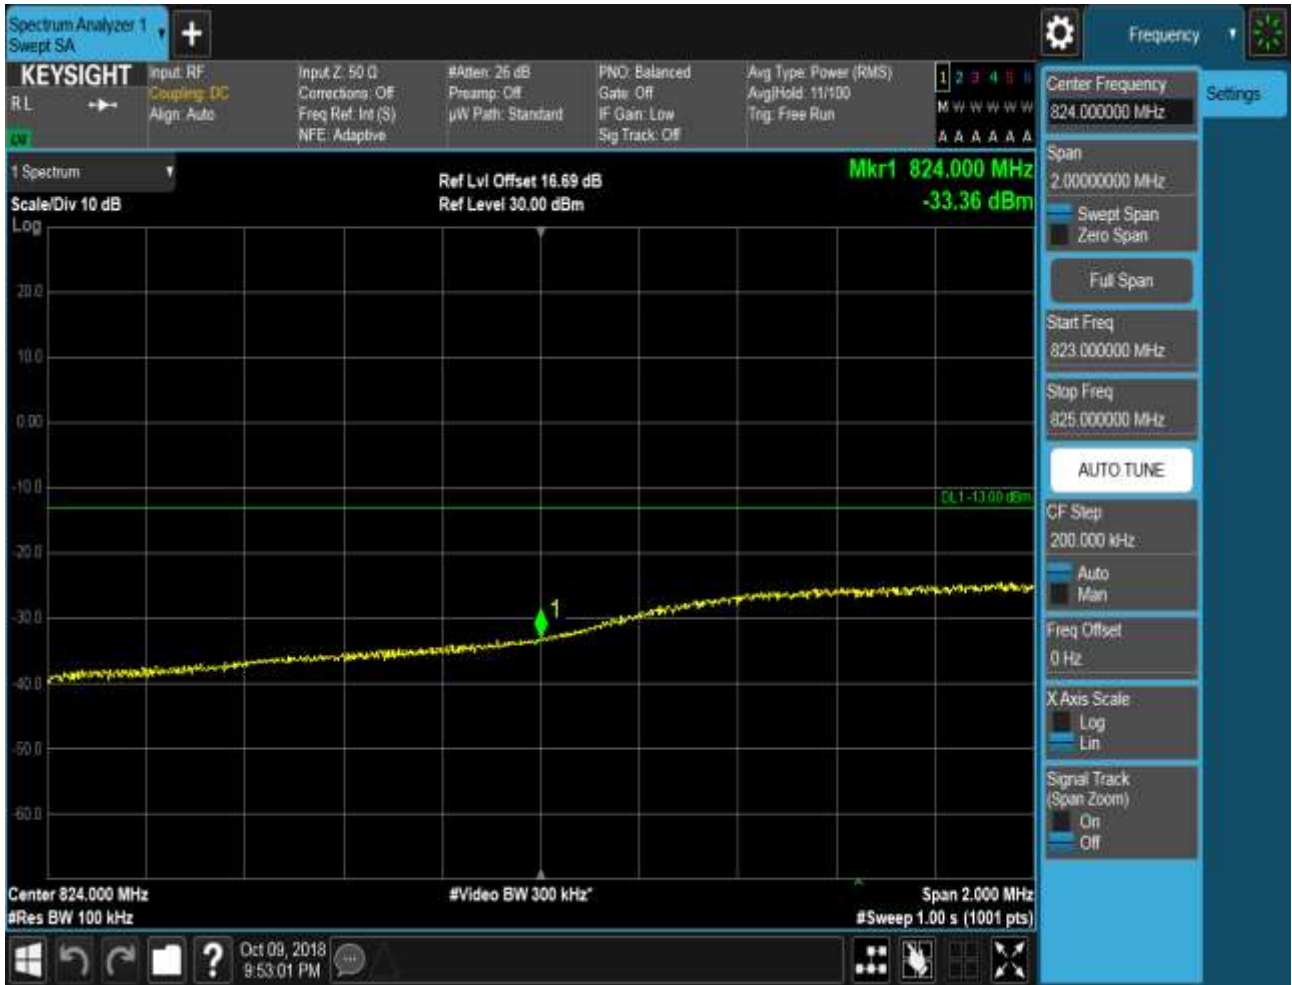 Spectrum Analyzer 1
Swept SA
Frequency
KEYSIGHT
R L
Input: RF
Coupling: DC
Align: Auto
Input Z: 50 Ω
Corrections: Off
Freq Ref: Int (S)
NFE: Adaptive
#Atten: 26 dB
Preamp: Off
µW Path: Standard
PNO: Balanced
Gate: Off
IF Gain: Low
Sig Track: Off
Avg Type: Power (RMS)
Avg|Hold: 11/100
Trig: Free Run
1 2 3 4 5 6
M W W W W W
A A A A A A
1 Spectrum
Scale/Div 10 dB
Log
Ref Lvl Offset 16.69 dB
Ref Level 30.00 dBm
Mkr1 824.000 MHz
-33.36 dBm
20.0
10.0
0.00
-10.0
DL1 -13.00 dBm
-20.0
1
-30.0
-40.0
-50.0
-60.0
Center 824.000 MHz
#Video BW 300 kHz*
Span 2.000 MHz
#Res BW 100 kHz
#Sweep 1.00 s (1001 pts)
Oct 09, 2018
9:53:01 PM
Center Frequency
824.000000 MHz
Settings
Span
2.00000000 MHz
Swept Span
Zero Span
Full Span
Start Freq
823.000000 MHz
Stop Freq
825.000000 MHz
AUTO TUNE
CF Step
200.000 kHz
Auto
Man
Freq Offset
0 Hz
X Axis Scale
Log
Lin
Signal Track
(Span Zoom)
On
Off